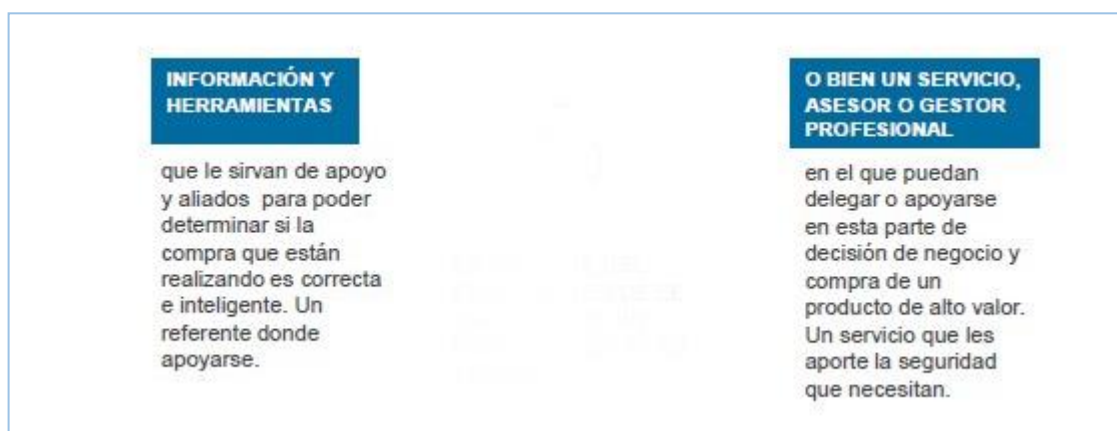 INFORMACIÓN Y
HERRAMIENTAS
que le sirvan de apoyo
y aliados para poder
determinar si la
compra que están
realizando es correcta
e inteligente. Un
referente donde
apoyarse.
O BIEN UN SERVICIO,
ASESOR O GESTOR
PROFESIONAL
en el que puedan
delegar o apoyarse
en esta parte de
decisión de negocio y
compra de un
producto de alto valor.
Un servicio que les
aporte la seguridad
que necesitan.